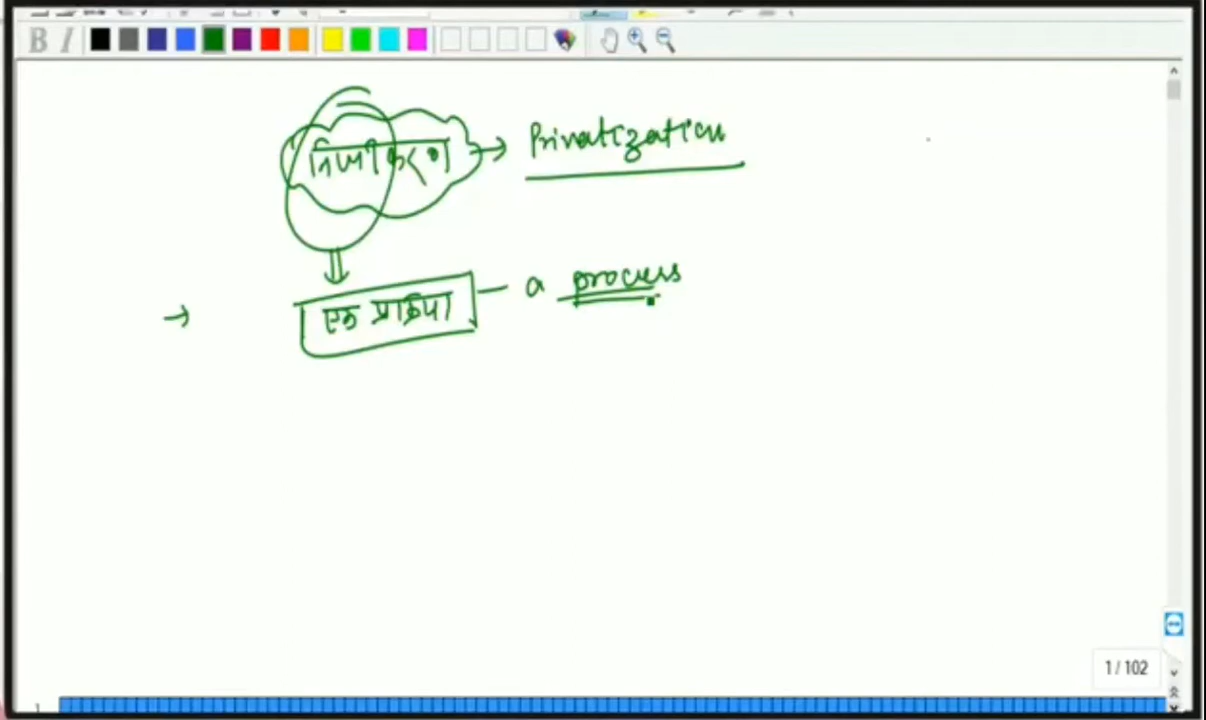 निजीकरण → Privatization
→ एक प्रक्रिया — a process
1 / 102